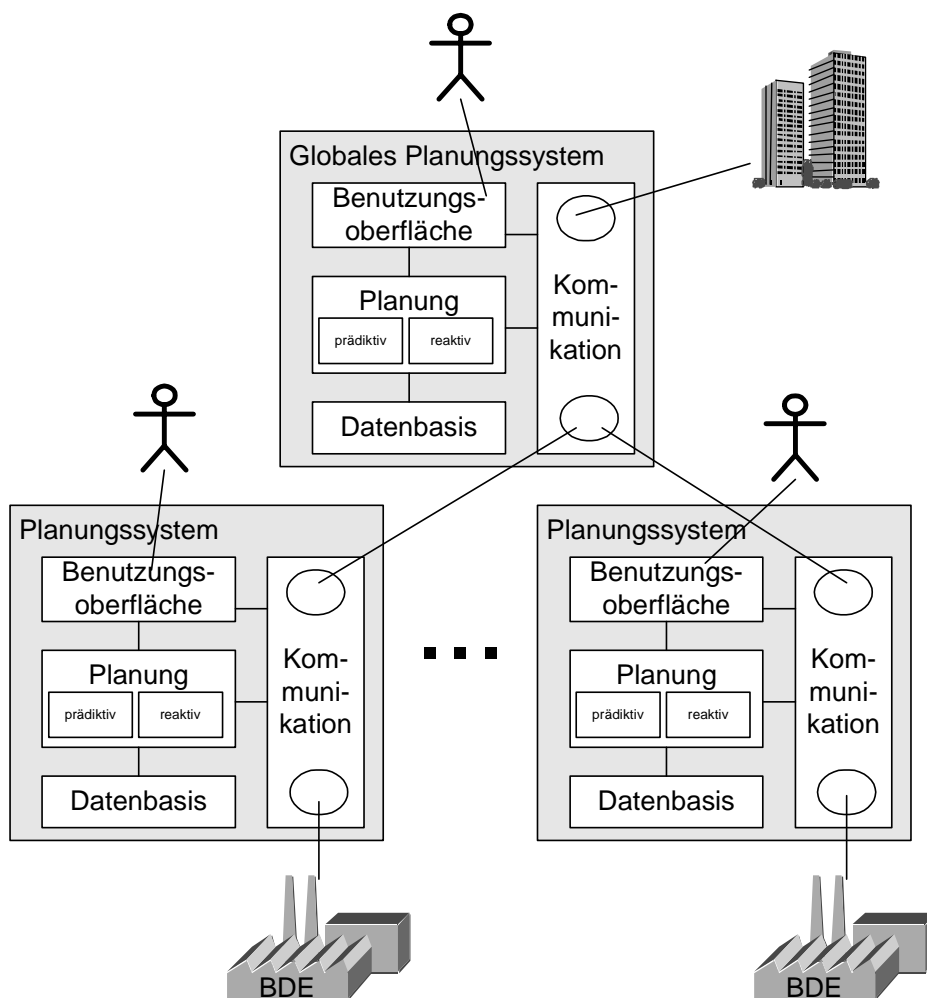 Globales Planungssystem
Benutzungs-
oberfläche
Planung
prädiktiv
reaktiv
Datenbasis
Kom-
muni-
kation
Planungssystem
Benutzungs-
oberfläche
Planung
prädiktiv
reaktiv
Datenbasis
Kom-
muni-
kation
Planungssystem
Benutzungs-
oberfläche
Planung
prädiktiv
reaktiv
Datenbasis
Kom-
muni-
kation
BDE
BDE